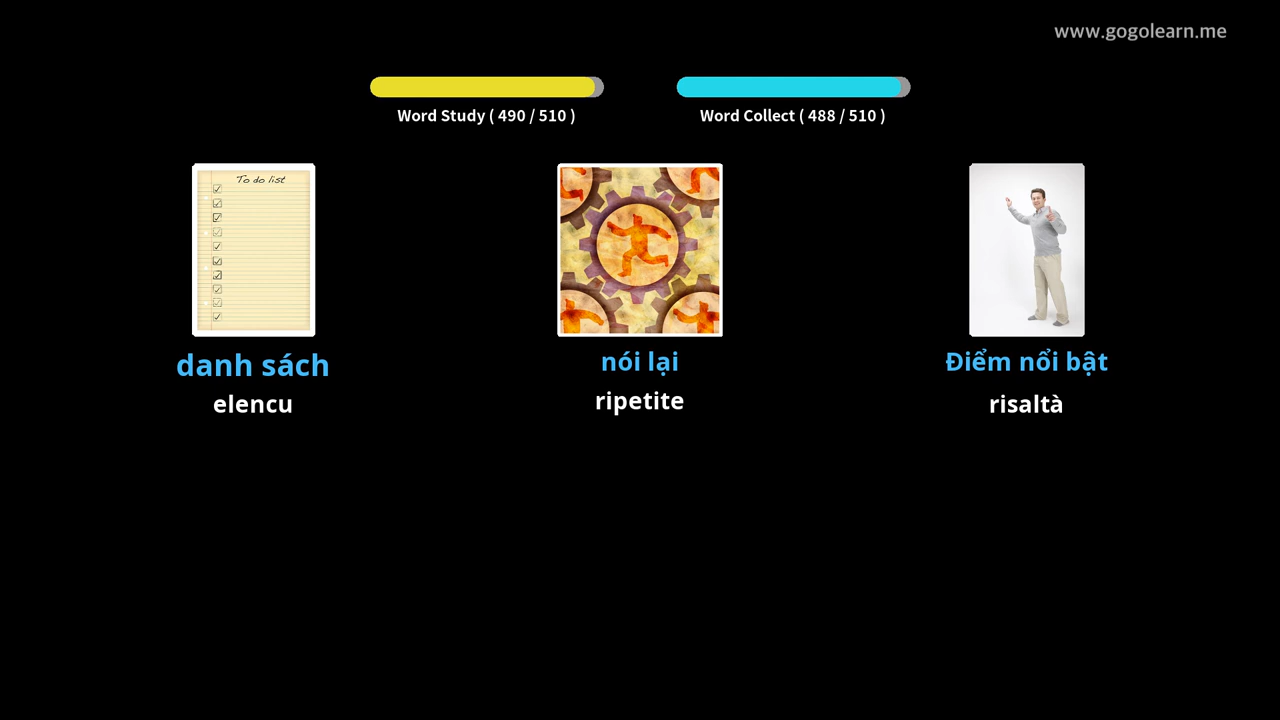 www.gogolearn.me
Word Study ( 490 / 510 )
Word Collect ( 488 / 510 )
To do list
danh sách
elencu
nói lại
ripetite
Điểm nổi bật
risaltà